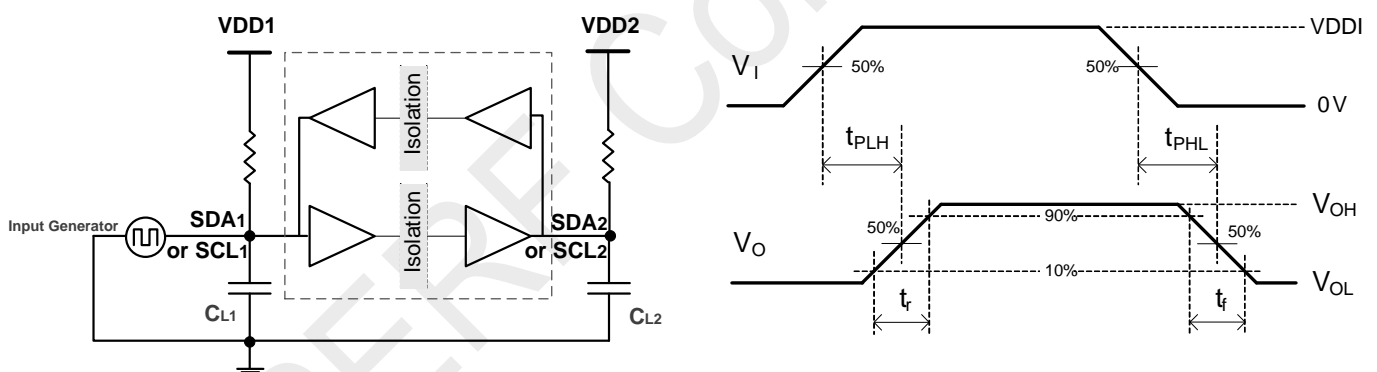 VDD1
VDD2
Isolation
Isolation
Input Generator
SDA1
or SCL1
SDA2
or SCL2
CL1
CL2
VI
50%
50%
VDDI
0V
tPLH
tPHL
VO
50%
90%
50%
10%
VOH
VOL
tr
tf